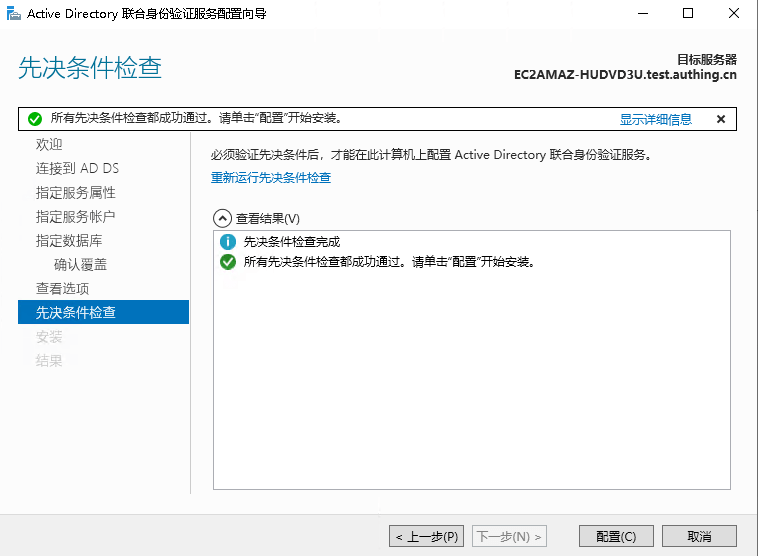 Active Directory 联合身份验证服务配置向导
先决条件检查
目标服务器
EC2AMAZ-HUDVD3U.test.authing.cn
所有先决条件检查都成功通过。请单击“配置”开始安装。 显示详细信息
欢迎
连接到 AD DS
指定服务属性
指定服务帐户
指定数据库
确认覆盖
查看选项
先决条件检查
安装
结果
必须验证先决条件后，才能在此计算机上配置 Active Directory 联合身份验证服务。
重新运行先决条件检查
查看结果(V)
先决条件检查完成
所有先决条件检查都成功通过。请单击“配置”开始安装。
< 上一步(P) 下一步(N) > 配置(C) 取消